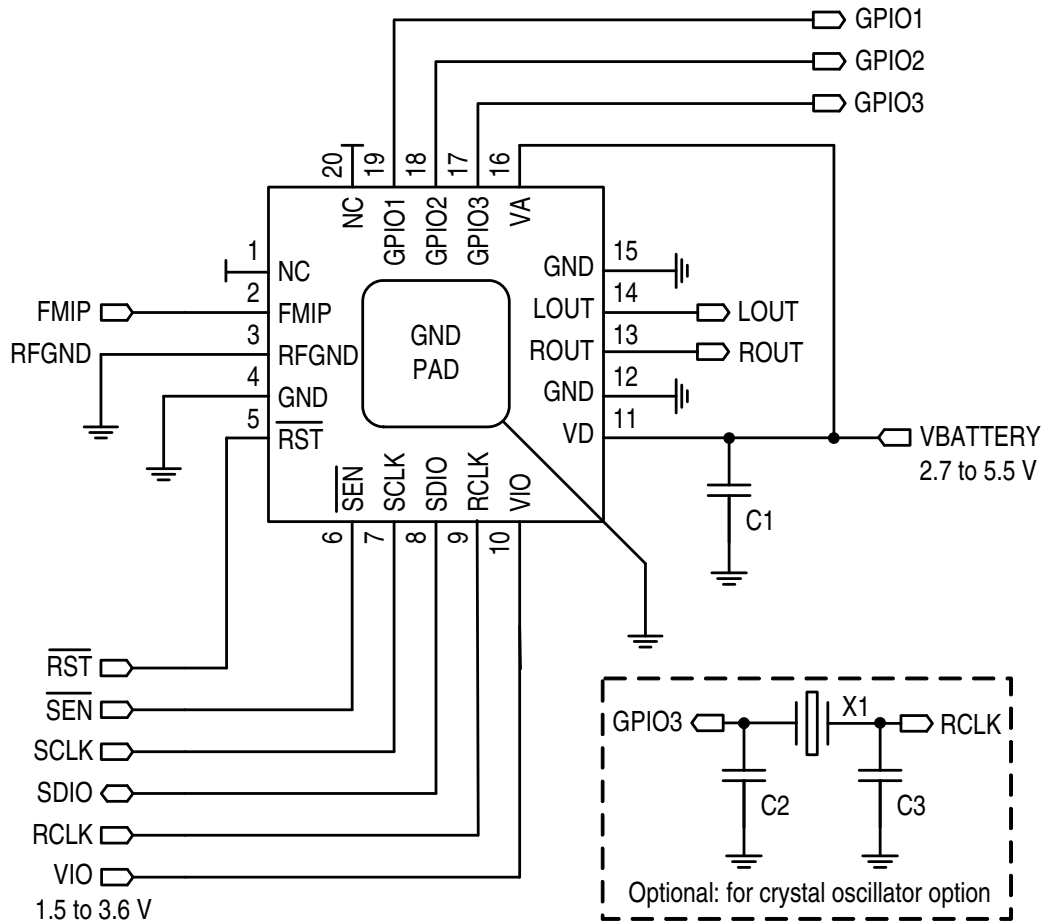 GPIO1
GPIO2
GPIO3
20
19
18
17
16
NC
GPIO1
GPIO2
GPIO3
VA
1
NC
2
FMIP
FMIP
3
RFGND
RFGND
4
GND
5
RST
GND
PAD
GND
15
LOUT
14
LOUT
ROUT
13
ROUT
GND
12
VD
11
VBATTERY
2.7 to 5.5 V
C1
SEN
SCLK
SDIO
RCLK
VIO
6
7
8
9
10
RST
SEN
SCLK
SDIO
RCLK
VIO
1.5 to 3.6 V
GPIO3
X1
RCLK
C2
C3
Optional: for crystal oscillator option